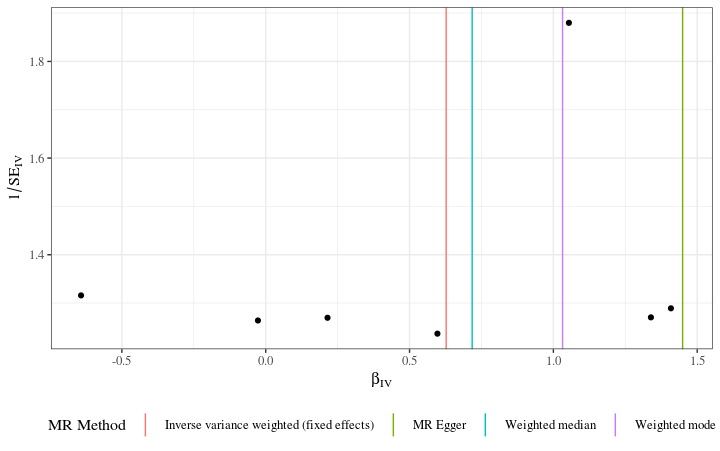 1.8
1.6
1.4
1/SE_IV
-0.5 0.0 0.5 1.0 1.5
β_IV
MR Method Inverse variance weighted (fixed effects) MR Egger Weighted median Weighted mode